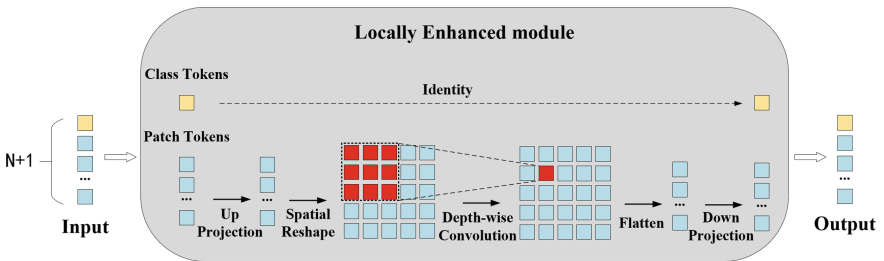 Locally Enhanced module
Class Tokens
Identity
Patch Tokens
N+1
...
...
...
...
...
...
...
Input
Up
Projection
Spatial
Reshape
Depth-wise
Convolution
Flatten
Down
Projection
Output